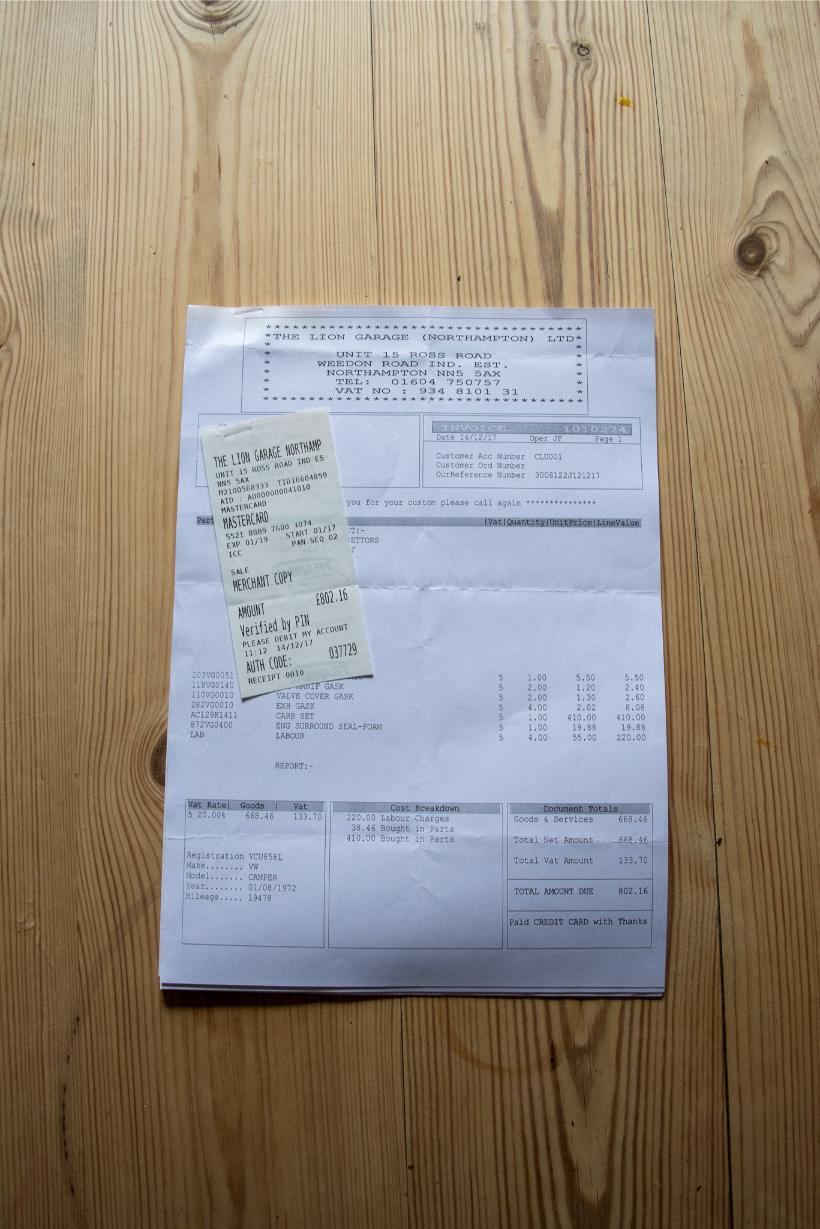 THE LION GARAGE (NORTHAMPTON) LTD
UNIT 15 ROSS ROAD
WEEDON ROAD IND. EST.
NORTHAMPTON NN5 5AX
TEL: 01604 750757
VAT NO : 934 8101 31
INVOICE 1010274
Date 14/12/17 Oper JF Page 1
Customer Acc Number CLU001
Customer Ord Number
OurReference Number 3008122J121217
you for your custom please call again ***************
|Vat|Quantity|UnitPrice|LineValue
THE LION GARAGE NORTHAMP
UNIT 15 ROSS ROAD IND ES
NN5 5AX
M2100568333 TID16604859
AID : A0000000041010
MASTERCARD
MASTERCARD
5521 8889 7600 4074
EXP 01/19 START 01/17
ICC PAN.SEQ 02
SALE
MERCHANT COPY
AMOUNT £802.16
Verified by PIN
PLEASE DEBIT MY ACCOUNT
11:12 14/12/17
AUTH CODE: 037729
RECEIPT 0010
203VG0051 5 1.00 5.50 5.50
118VG0140 MANIF GASK 5 2.00 1.20 2.40
110VG0010 VALVE COVER GASK 5 2.00 1.30 2.60
282VG0010 EXH GASK 5 4.00 2.02 8.08
AC129K1411 CARB SET 5 1.00 410.00 410.00
872VG0400 ENG SURROUND SEAL-FOAM 5 1.00 19.88 19.88
LAB LABOUR 5 4.00 55.00 220.00
REPORT:-
Vat Rate| Goods | Vat
5 20.00% 668.46 133.70
Registration VCU858L
Make........ VW
Model....... CAMPER
Year........ 01/08/1972
Mileage..... 19478
Cost Breakdown
220.00 Labour Charges
38.46 Bought in Parts
410.00 Bought in Parts
Document Totals
Goods & Services 668.46
Total Net Amount 668.46
Total Vat Amount 133.70
TOTAL AMOUNT DUE 802.16
Paid CREDIT CARD with Thanks